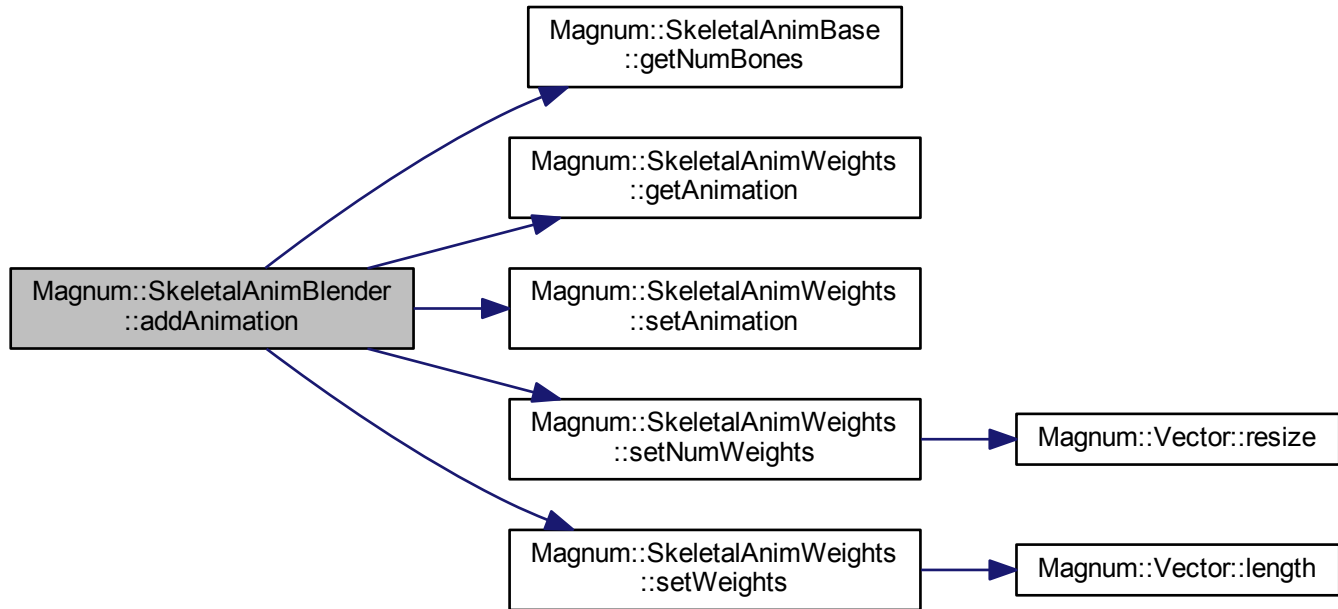 Magnum::SkeletalAnimBase
::getNumBones
Magnum::SkeletalAnimWeights
::getAnimation
Magnum::SkeletalAnimBlender
::addAnimation
Magnum::SkeletalAnimWeights
::setAnimation
Magnum::SkeletalAnimWeights
::setNumWeights
Magnum::Vector::resize
Magnum::SkeletalAnimWeights
::setWeights
Magnum::Vector::length